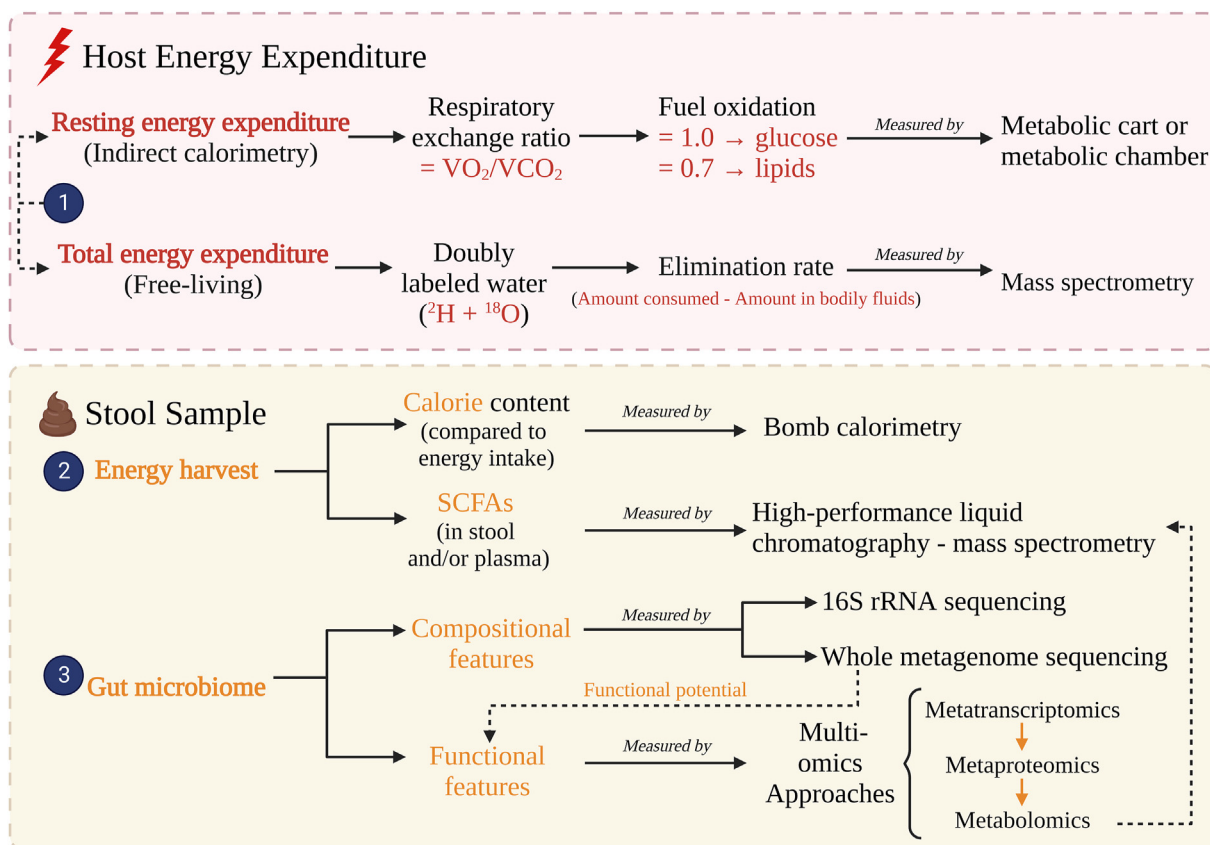 Host Energy Expenditure
Resting energy expenditure
(Indirect calorimetry)
Respiratory
exchange ratio
= VO₂/VCO₂
Fuel oxidation
= 1.0 → glucose
= 0.7 → lipids
Measured by
Metabolic cart or
metabolic chamber
1
Total energy expenditure
(Free-living)
Doubly
labeled water
(²H + ¹⁸O)
Elimination rate
(Amount consumed - Amount in bodily fluids)
Measured by
Mass spectrometry
Stool Sample
2
Energy harvest
Calorie content
(compared to
energy intake)
Measured by
Bomb calorimetry
SCFAs
(in stool
and/or plasma)
Measured by
High-performance liquid
chromatography - mass spectrometry
3
Gut microbiome
Compositional
features
Measured by
16S rRNA sequencing
Whole metagenome sequencing
Functional potential
Functional
features
Measured by
Multi-
omics
Approaches
Metatranscriptomics
Metaproteomics
Metabolomics